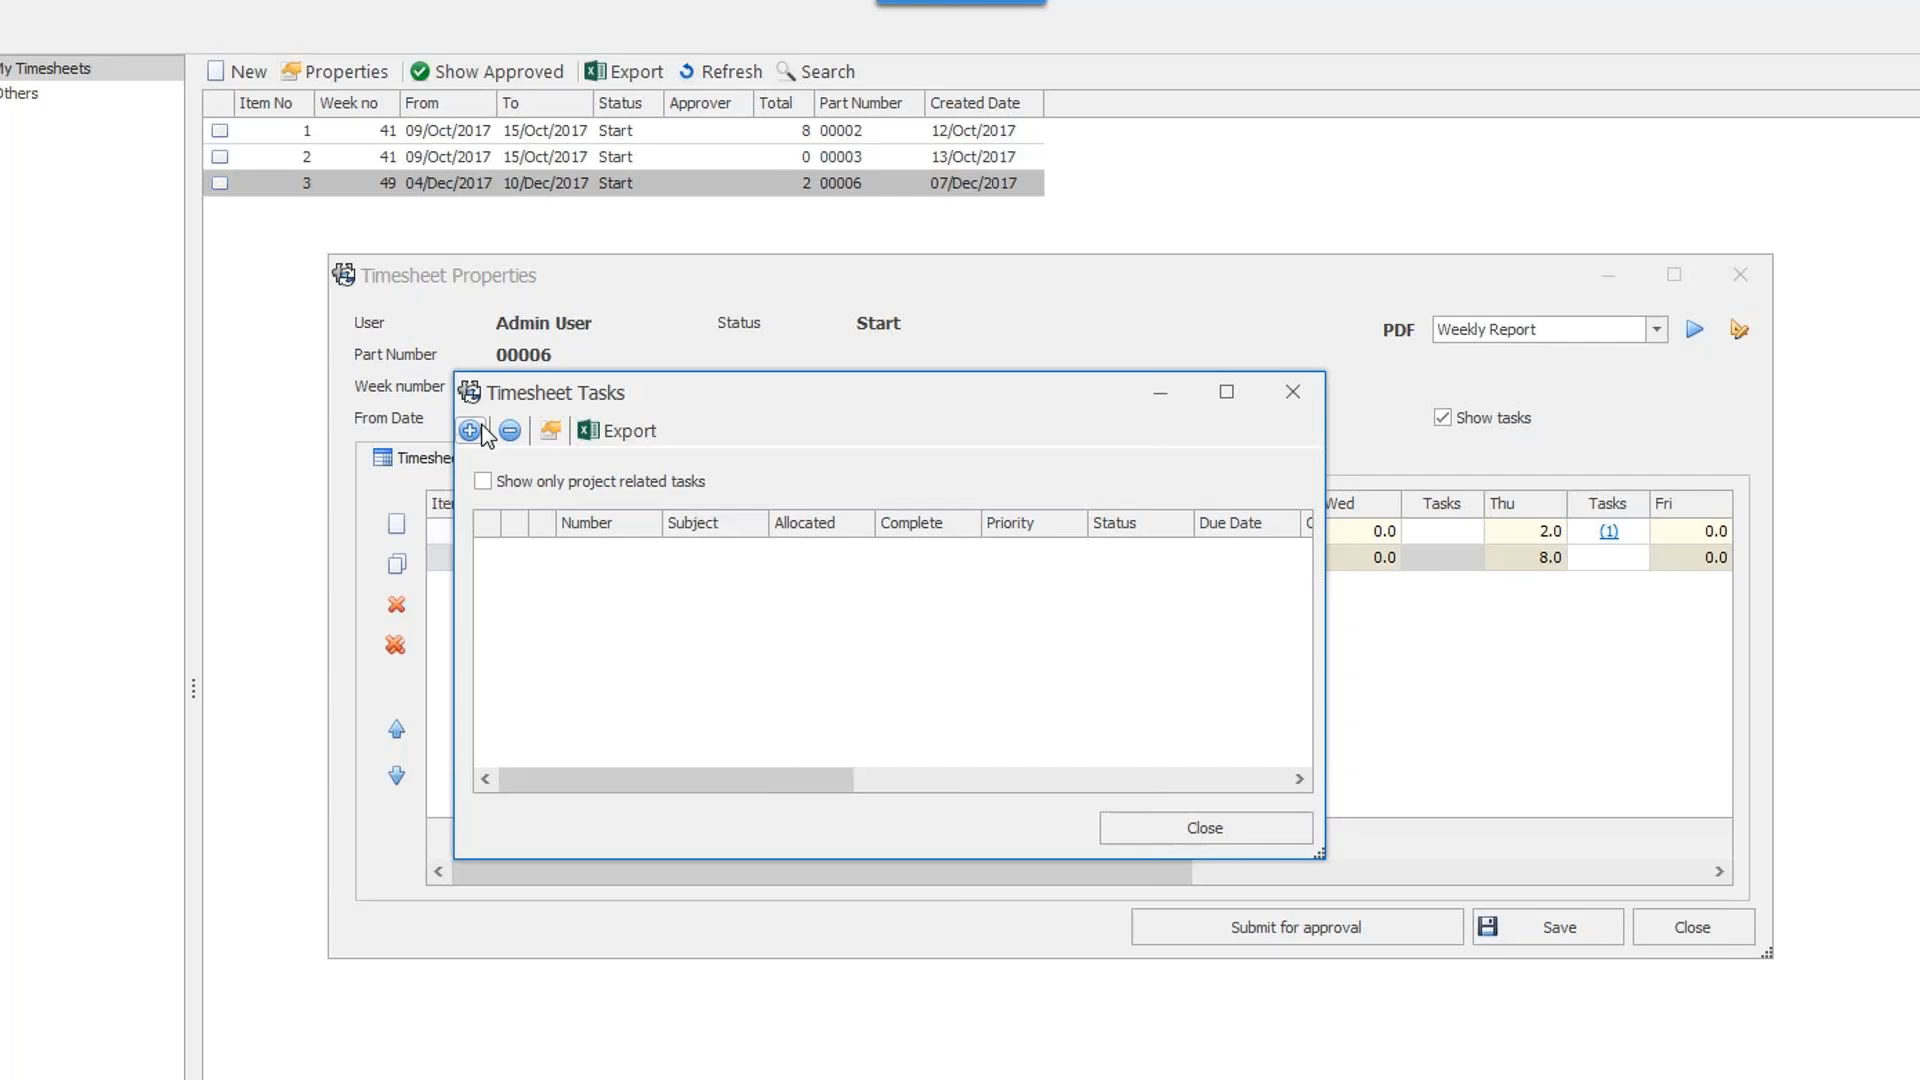 My Timesheets
Others
New Properties Show Approved Export Refresh Search
Item No Week no From To Status Approver Total Part Number Created Date
1 41 09/Oct/2017 15/Oct/2017 Start 8 00002 12/Oct/2017
2 41 09/Oct/2017 15/Oct/2017 Start 0 00003 13/Oct/2017
3 49 04/Dec/2017 10/Dec/2017 Start 2 00006 07/Dec/2017
Timesheet Properties
User Admin User Status Start
PDF Weekly Report
Part Number 00006
Week number
From Date
Show tasks
Timeshe
Timesheet Tasks
Export
Show only project related tasks
Number Subject Allocated Complete Priority Status Due Date
Close
Ite Wed Tasks Thu Tasks Fri
0.0 2.0 (1) 0.0
0.0 8.0 0.0
Submit for approval Save Close